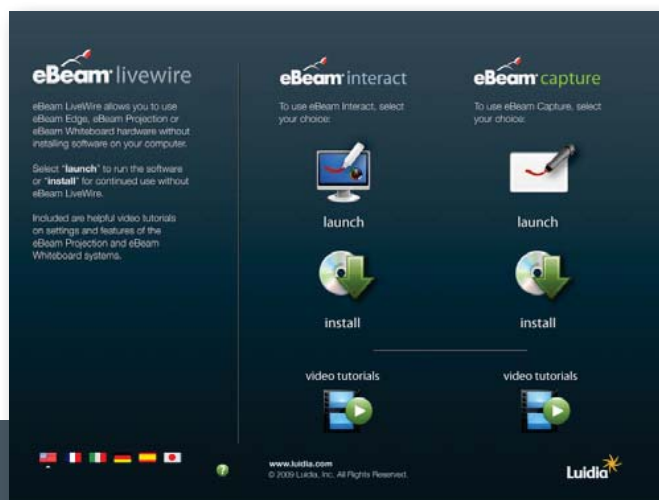 eBeam livewire
eBeam LiveWire allows you to use
eBeam Edge, eBeam Projection or
eBeam Whiteboard hardware without
installing software on your computer.
Select "launch" to run the software
or "install" for continued use without
eBeam LiveWire.
Included are helpful video tutorials
on settings and features of the
eBeam Projection and eBeam
Whiteboard systems.
eBeam interact
To use eBeam Interact, select
your choice:
launch
install
video tutorials
eBeam capture
To use eBeam Capture, select
your choice:
launch
install
video tutorials
?
www.luidia.com
© 2009 Luidia, Inc. All Rights Reserved.
Luidia